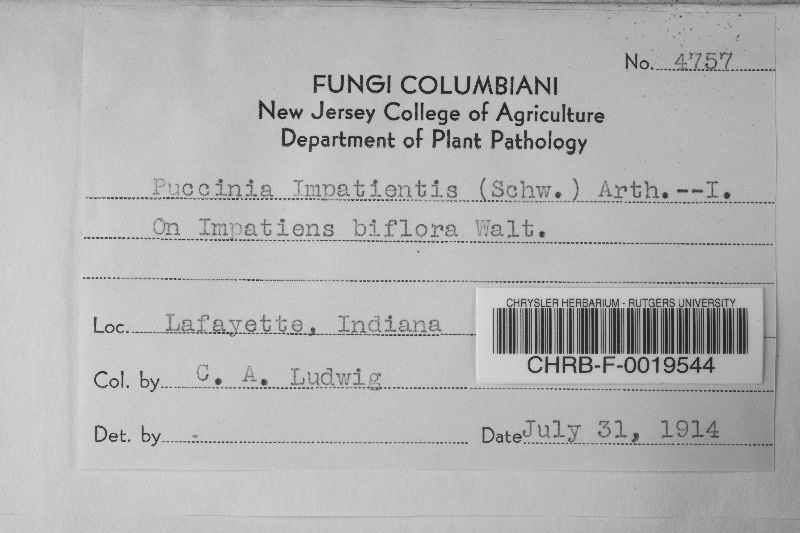 No. 4757
FUNGI COLUMBIANI
New Jersey College of Agriculture
Department of Plant Pathology
Puccinia Impatientis (Schw.) Arth.--I.
On Impatiens biflora Walt.
Loc. Lafayette, Indiana
CHRYSLER HERBARIUM - RUTGERS UNIVERSITY
CHRB-F-0019544
Col. by C. A. Ludwig
Det. by -
Date July 31, 1914